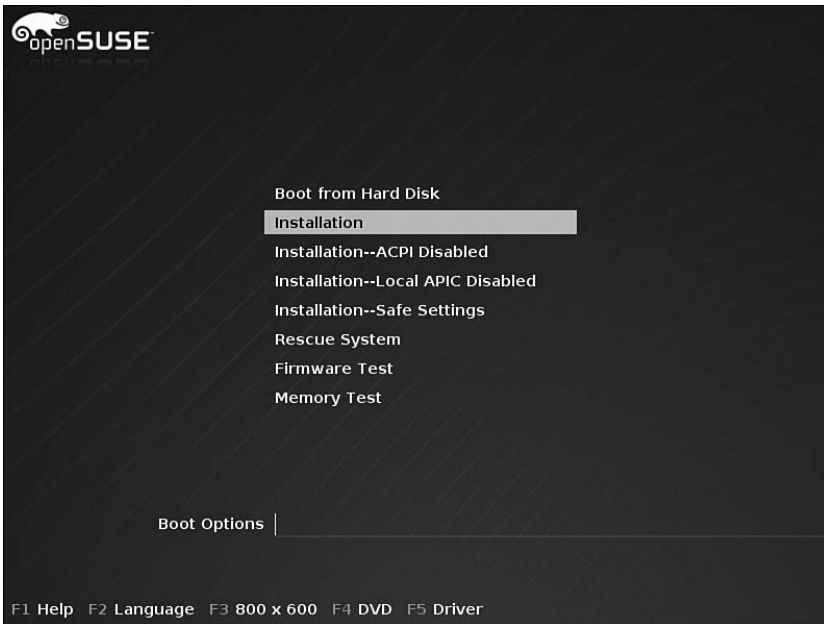 openSUSE
Boot from Hard Disk
Installation
Installation--ACPI Disabled
Installation--Local APIC Disabled
Installation--Safe Settings
Rescue System
Firmware Test
Memory Test
Boot Options
F1 Help F2 Language F3 800 x 600 F4 DVD F5 Driver